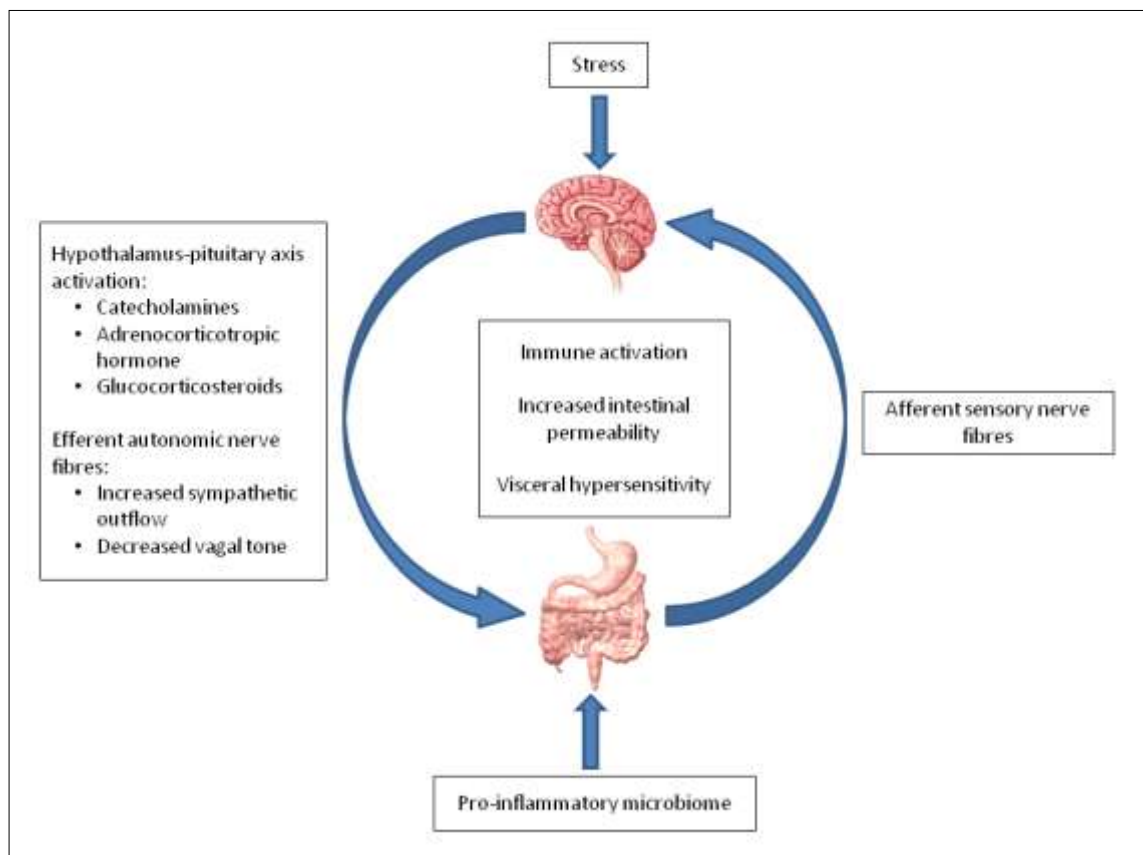 Stress
Hypothalamus-pituitary axis
activation:
• Catecholamines
• Adrenocorticotropic
hormone
• Glucocorticosteroids
Efferent autonomic nerve
fibres:
• Increased sympathetic
outflow
• Decreased vagal tone
Immune activation
Increased intestinal
permeability
Visceral hypersensitivity
Afferent sensory nerve
fibres
Pro-inflammatory microbiome